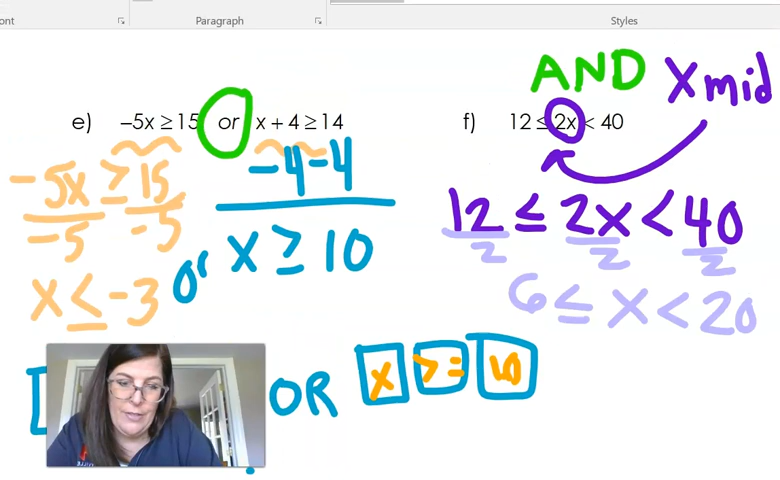 ont
Paragraph
Styles
AND
X mid
e) −5x ≥ 15 or x + 4 ≥ 14
f) 12 ≤ 2x < 40
-5x ≥ 15
-5 -5
x ≤ -3
or
-4 -4
x ≥ 10
12 ≤ 2x < 40
2 2 2
6 ≤ x < 20
OR x >= 10